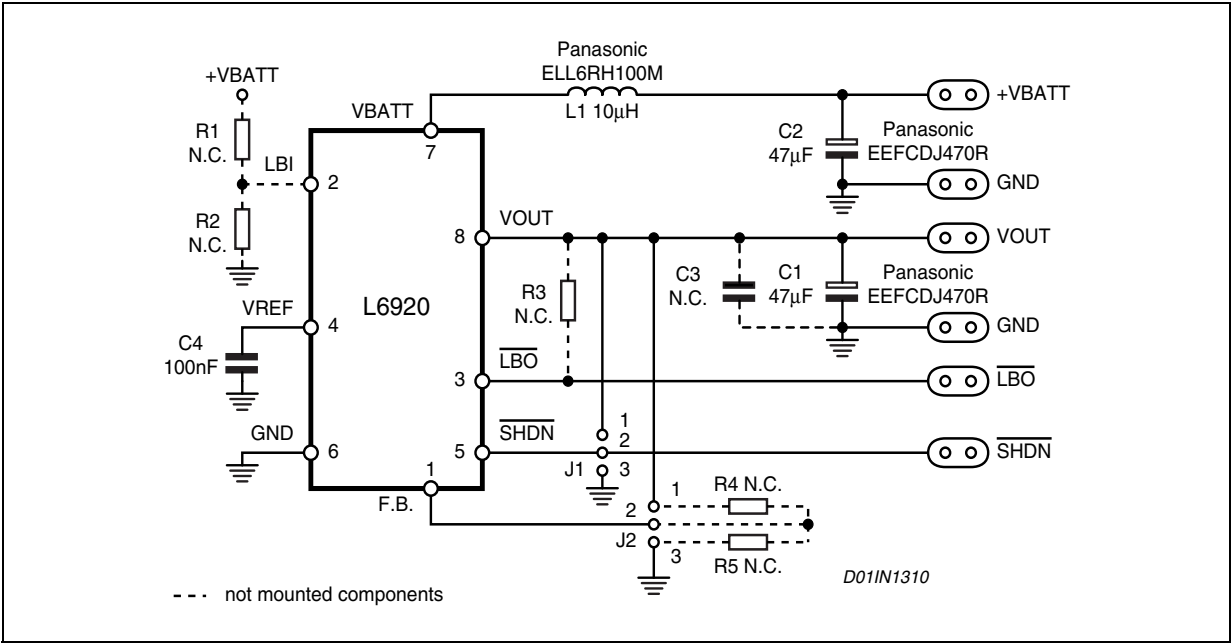 Panasonic
ELL6RH100M
L1 10μH
+VBATT
R1
N.C.
LBI
R2
N.C.
VBATT
7
2
C2
47μF
Panasonic
EEFCDJ470R
+VBATT
GND
VOUT
8
R3
N.C.
C3
N.C.
C1
47μF
Panasonic
EEFCDJ470R
VOUT
GND
VREF
4
L6920
C4
100nF
LBO
3
LBO
GND
6
SHDN
5
1
2
J1
3
SHDN
1
F.B.
1
2
J2
3
R4 N.C.
R5 N.C.
D01IN1310
not mounted components